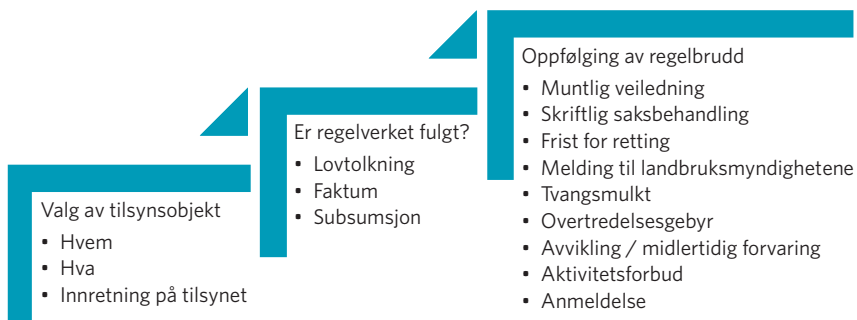 Valg av tilsynsobjekt
• Hvem
• Hva
• Innretning på tilsynet
Er regelverket fulgt?
• Lovtolkning
• Faktum
• Subsumsjon
Oppfølging av regelbrudd
• Muntlig veiledning
• Skriftlig saksbehandling
• Frist for retting
• Melding til landbruksmyndighetene
• Tvangsmulkt
• Overtredelsesgebyr
• Avvikling / midlertidig forvaring
• Aktivitetsforbud
• Anmeldelse